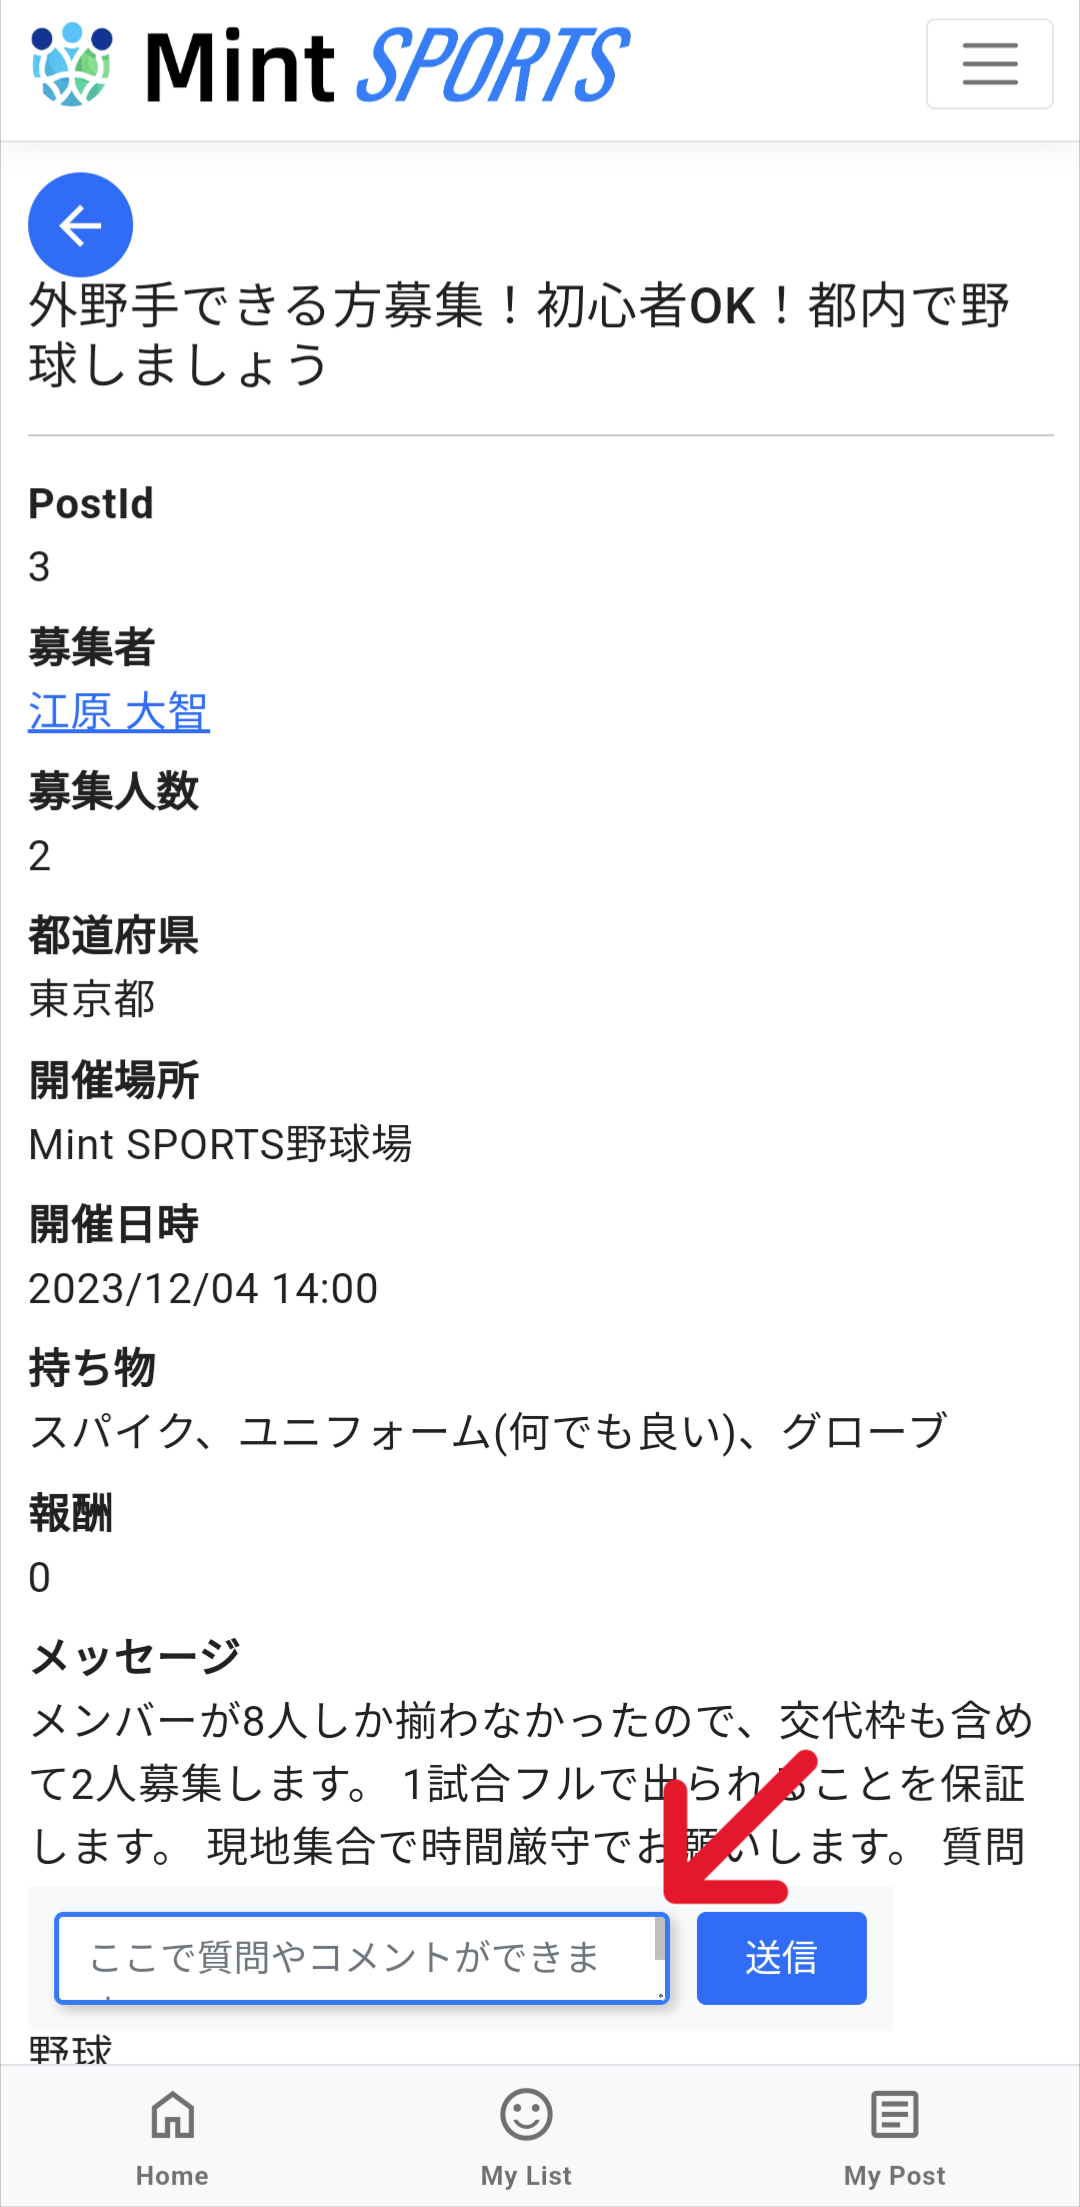 Mint SPORTS
外野手できる方募集！初心者OK！都内で野
球しましょう
PostId
3
募集者
江原 大智
募集人数
2
都道府県
東京都
開催場所
Mint SPORTS野球場
開催日時
2023/12/04 14:00
持ち物
スパイク、ユニフォーム(何でも良い)、グローブ
報酬
0
メッセージ
メンバーが8人しか揃わなかったので、交代枠も含め
て2人募集します。 1試合フルで出られることを保証
します。 現地集合で時間厳守でお願いします。 質問
ここで質問やコメントができま
送信
野球
Home
My List
My Post